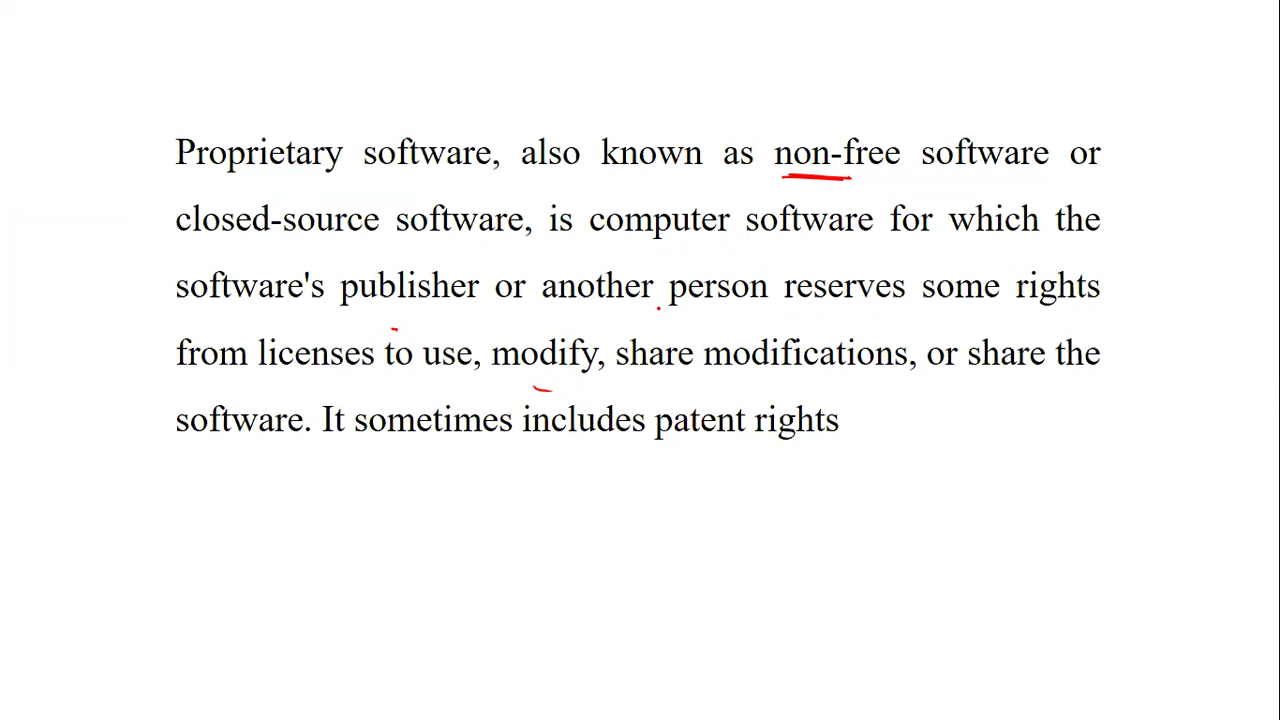 Proprietary software, also known as non-free software or
closed-source software, is computer software for which the
software's publisher or another person reserves some rights
from licenses to use, modify, share modifications, or share the
software. It sometimes includes patent rights